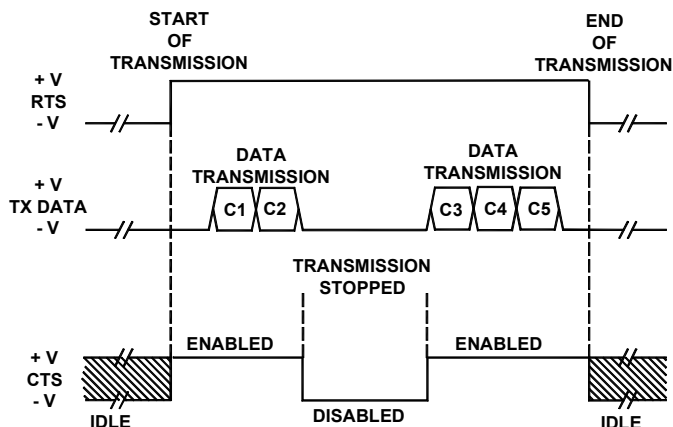 START
OF
TRANSMISSION
END
OF
TRANSMISSION
+ V
RTS
- V
DATA
TRANSMISSION
DATA
TRANSMISSION
+ V
TX DATA
- V
C1 C2 C3 C4 C5
TRANSMISSION
STOPPED
ENABLED ENABLED
+ V
CTS
- V
IDLE DISABLED IDLE